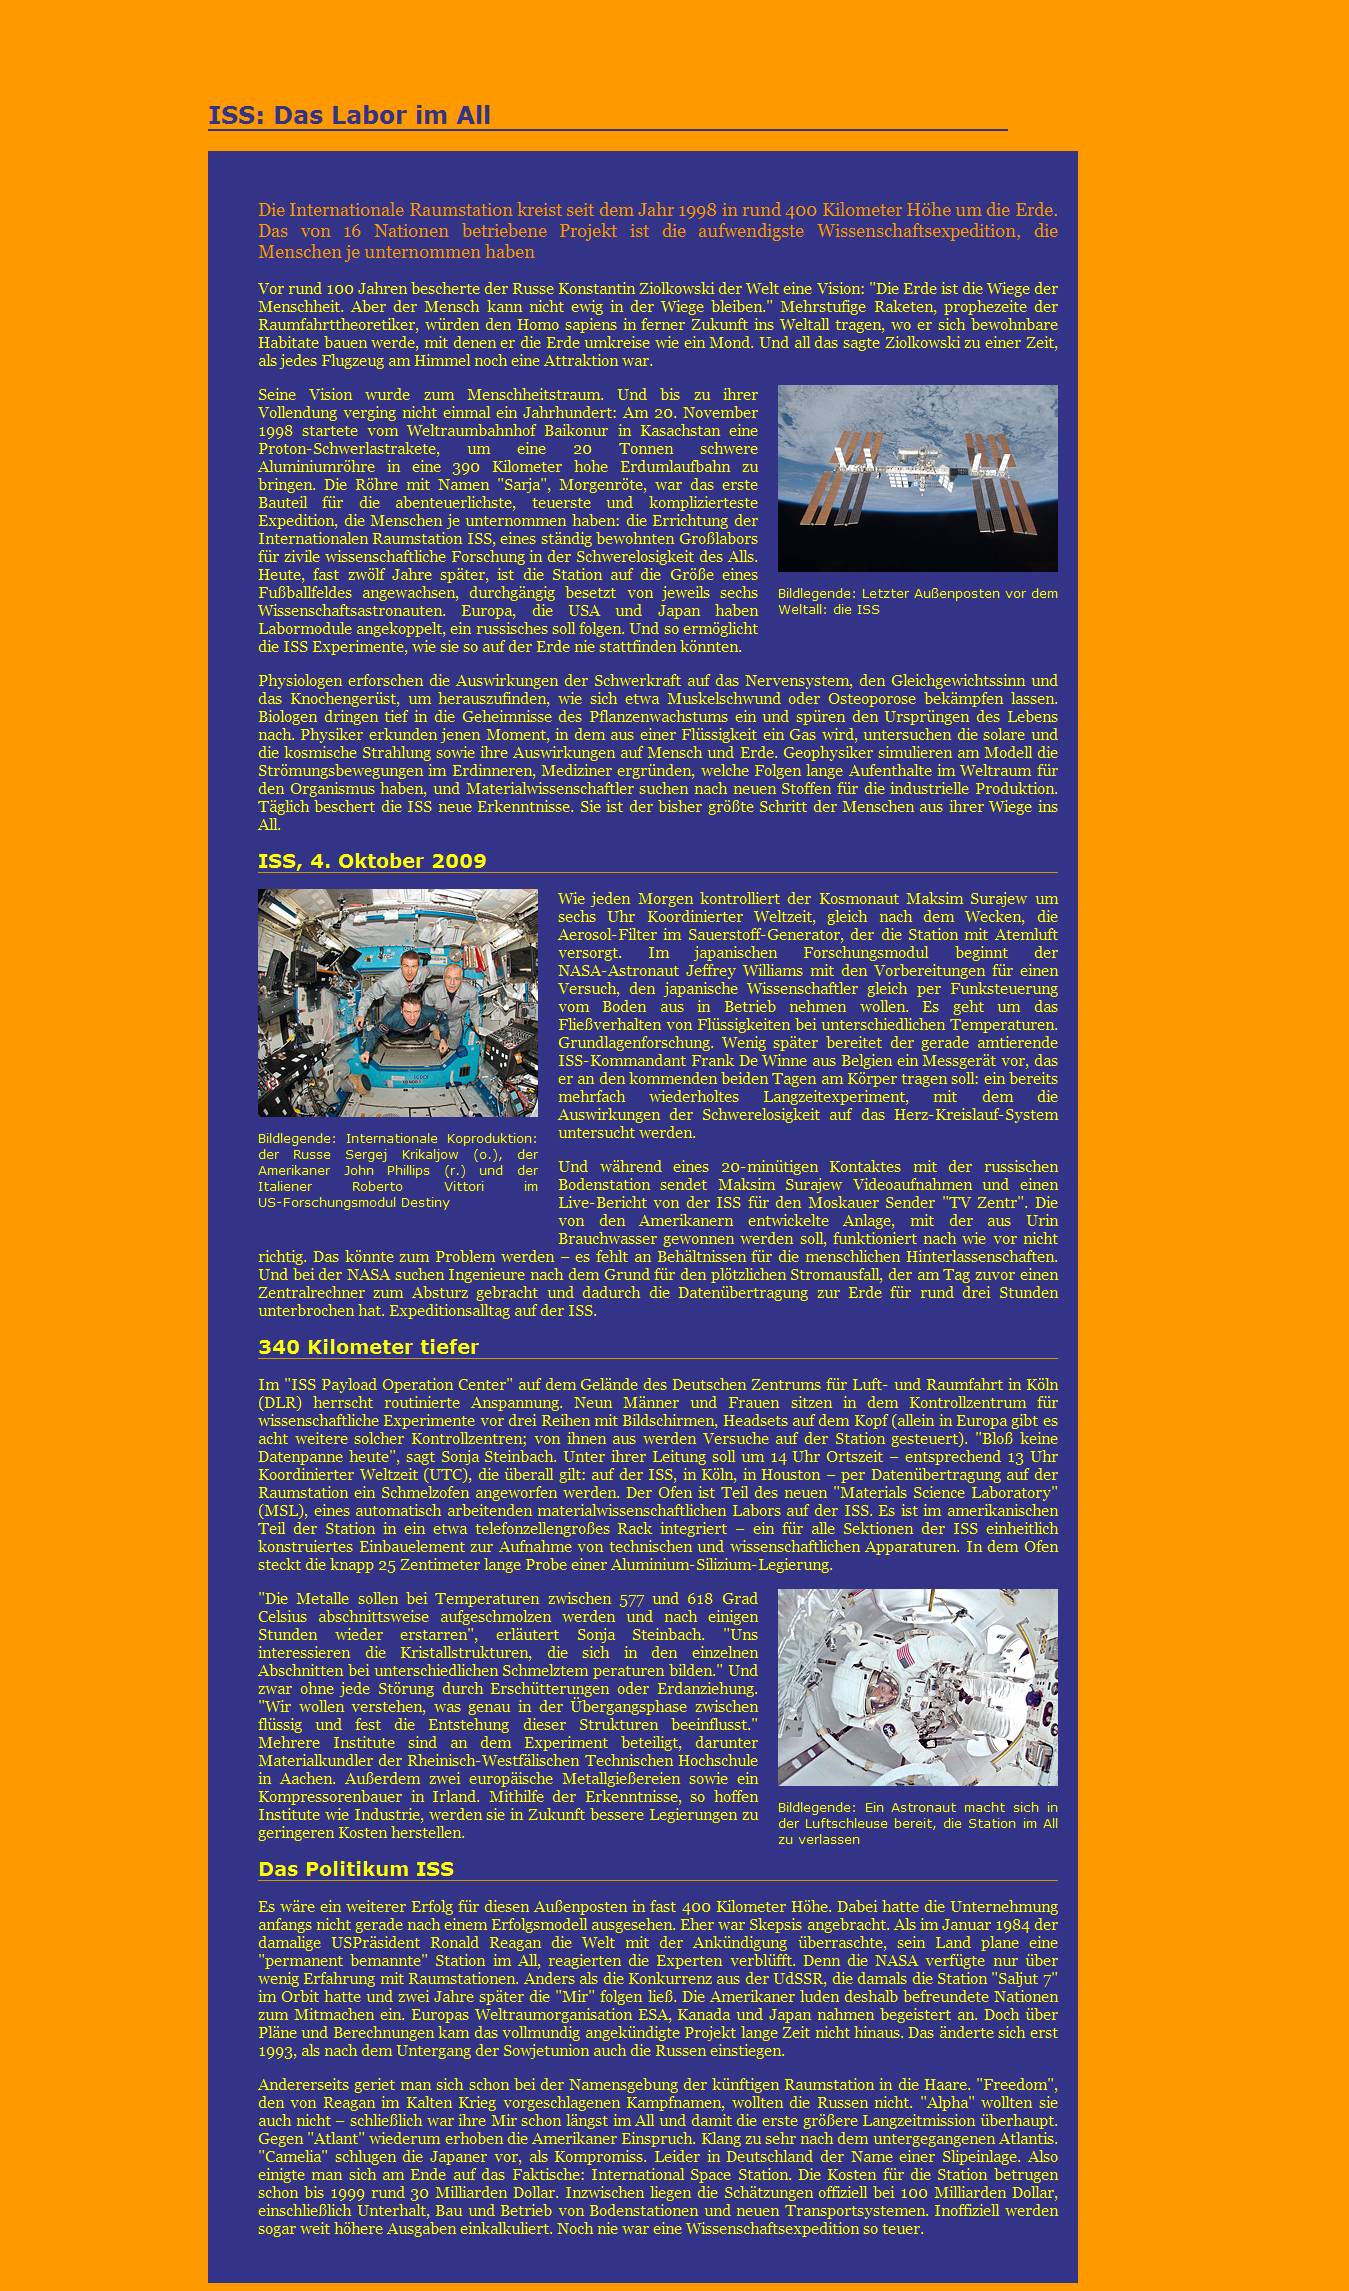 ISS: Das Labor im All
Die Internationale Raumstation kreist seit dem Jahr 1998 in rund 400 Kilometer Höhe um die Erde.
Das von 16 Nationen betriebene Projekt ist die aufwendigste Wissenschaftsexpedition, die
Menschen je unternommen haben
Vor rund 100 Jahren bescherte der Russe Konstantin Ziolkowski der Welt eine Vision: "Die Erde ist die Wiege der
Menschheit. Aber der Mensch kann nicht ewig in der Wiege bleiben." Mehrstufige Raketen, prophezeite der
Raumfahrttheoretiker, würden den Homo sapiens in ferner Zukunft ins Weltall tragen, wo er sich bewohnbare
Habitate bauen werde, mit denen er die Erde umkreise wie ein Mond. Und all das sagte Ziolkowski zu einer Zeit,
als jedes Flugzeug am Himmel noch eine Attraktion war.
Seine Vision wurde zum Menschheitstraum. Und bis zu ihrer
Vollendung verging nicht einmal ein Jahrhundert: Am 20. November
1998 startete vom Weltraumbahnhof Baikonur in Kasachstan eine
Proton-Schwerlastrakete, um eine 20 Tonnen schwere
Aluminiumröhre in eine 390 Kilometer hohe Erdumlaufbahn zu
bringen. Die Röhre mit Namen "Sarja", Morgenröte, war das erste
Bauteil für die abenteuerlichste, teuerste und komplizierteste
Expedition, die Menschen je unternommen haben: die Errichtung der
Internationalen Raumstation ISS, eines ständig bewohnten Großlabors
für zivile wissenschaftliche Forschung in der Schwerelosigkeit des Alls.
Heute, fast zwölf Jahre später, ist die Station auf die Größe eines
Fußballfeldes angewachsen, durchgängig besetzt von jeweils sechs
Wissenschaftsastronauten. Europa, die USA und Japan haben
Labormodule angekoppelt, ein russisches soll folgen. Und so ermöglicht
die ISS Experimente, wie sie so auf der Erde nie stattfinden könnten.
Bildlegende: Letzter Außenposten vor dem
Weltall: die ISS
Physiologen erforschen die Auswirkungen der Schwerkraft auf das Nervensystem, den Gleichgewichtssinn und
das Knochengerüst, um herauszufinden, wie sich etwa Muskelschwund oder Osteoporose bekämpfen lassen.
Biologen dringen tief in die Geheimnisse des Pflanzenwachstums ein und spüren den Ursprüngen des Lebens
nach. Physiker erkunden jenen Moment, in dem aus einer Flüssigkeit ein Gas wird, untersuchen die solare und
die kosmische Strahlung sowie ihre Auswirkungen auf Mensch und Erde. Geophysiker simulieren am Modell die
Strömungsbewegungen im Erdinneren, Mediziner ergründen, welche Folgen lange Aufenthalte im Weltraum für
den Organismus haben, und Materialwissenschaftler suchen nach neuen Stoffen für die industrielle Produktion.
Täglich beschert die ISS neue Erkenntnisse. Sie ist der bisher größte Schritt der Menschen aus ihrer Wiege ins
All.
ISS, 4. Oktober 2009
Bildlegende: Internationale Koproduktion:
der Russe Sergej Krikaljow (o.), der
Amerikaner John Phillips (r.) und der
Italiener Roberto Vittori im
US-Forschungsmodul Destiny
Wie jeden Morgen kontrolliert der Kosmonaut Maksim Surajew um
sechs Uhr Koordinierter Weltzeit, gleich nach dem Wecken, die
Aerosol-Filter im Sauerstoff-Generator, der die Station mit Atemluft
versorgt. Im japanischen Forschungsmodul beginnt der
NASA-Astronaut Jeffrey Williams mit den Vorbereitungen für einen
Versuch, den japanische Wissenschaftler gleich per Funksteuerung
vom Boden aus in Betrieb nehmen wollen. Es geht um das
Fließverhalten von Flüssigkeiten bei unterschiedlichen Temperaturen.
Grundlagenforschung. Wenig später bereitet der gerade amtierende
ISS-Kommandant Frank De Winne aus Belgien ein Messgerät vor, das
er an den kommenden beiden Tagen am Körper tragen soll: ein bereits
mehrfach wiederholtes Langzeitexperiment, mit dem die
Auswirkungen der Schwerelosigkeit auf das Herz-Kreislauf-System
untersucht werden.
Und während eines 20-minütigen Kontaktes mit der russischen
Bodenstation sendet Maksim Surajew Videoaufnahmen und einen
Live-Bericht von der ISS für den Moskauer Sender "TV Zentr". Die
von den Amerikanern entwickelte Anlage, mit der aus Urin
Brauchwasser gewonnen werden soll, funktioniert nach wie vor nicht
richtig. Das könnte zum Problem werden – es fehlt an Behältnissen für die menschlichen Hinterlassenschaften.
Und bei der NASA suchen Ingenieure nach dem Grund für den plötzlichen Stromausfall, der am Tag zuvor einen
Zentralrechner zum Absturz gebracht und dadurch die Datenübertragung zur Erde für rund drei Stunden
unterbrochen hat. Expeditionsalltag auf der ISS.
340 Kilometer tiefer
Im "ISS Payload Operation Center" auf dem Gelände des Deutschen Zentrums für Luft- und Raumfahrt in Köln
(DLR) herrscht routinierte Anspannung. Neun Männer und Frauen sitzen in dem Kontrollzentrum für
wissenschaftliche Experimente vor drei Reihen mit Bildschirmen, Headsets auf dem Kopf (allein in Europa gibt es
acht weitere solcher Kontrollzentren; von ihnen aus werden Versuche auf der Station gesteuert). "Bloß keine
Datenpanne heute", sagt Sonja Steinbach. Unter ihrer Leitung soll um 14 Uhr Ortszeit – entsprechend 13 Uhr
Koordinierter Weltzeit (UTC), die überall gilt: auf der ISS, in Köln, in Houston – per Datenübertragung auf der
Raumstation ein Schmelzofen angeworfen werden. Der Ofen ist Teil des neuen "Materials Science Laboratory"
(MSL), eines automatisch arbeitenden materialwissenschaftlichen Labors auf der ISS. Es ist im amerikanischen
Teil der Station in ein etwa telefonzellengroßes Rack integriert – ein für alle Sektionen der ISS einheitlich
konstruiertes Einbauelement zur Aufnahme von technischen und wissenschaftlichen Apparaturen. In dem Ofen
steckt die knapp 25 Zentimeter lange Probe einer Aluminium-Silizium-Legierung.
"Die Metalle sollen bei Temperaturen zwischen 577 und 618 Grad
Celsius abschnittsweise aufgeschmolzen werden und nach einigen
Stunden wieder erstarren", erläutert Sonja Steinbach. "Uns
interessieren die Kristallstrukturen, die sich in den einzelnen
Abschnitten bei unterschiedlichen Schmelztem peraturen bilden." Und
zwar ohne jede Störung durch Erschütterungen oder Erdanziehung.
"Wir wollen verstehen, was genau in der Übergangsphase zwischen
flüssig und fest die Entstehung dieser Strukturen beeinflusst."
Mehrere Institute sind an dem Experiment beteiligt, darunter
Materialkundler der Rheinisch-Westfälischen Technischen Hochschule
in Aachen. Außerdem zwei europäische Metallgießereien sowie ein
Kompressorenbauer in Irland. Mithilfe der Erkenntnisse, so hoffen
Institute wie Industrie, werden sie in Zukunft bessere Legierungen zu
geringeren Kosten herstellen.
Bildlegende: Ein Astronaut macht sich in
der Luftschleuse bereit, die Station im All
zu verlassen
Das Politikum ISS
Es wäre ein weiterer Erfolg für diesen Außenposten in fast 400 Kilometer Höhe. Dabei hatte die Unternehmung
anfangs nicht gerade nach einem Erfolgsmodell ausgesehen. Eher war Skepsis angebracht. Als im Januar 1984 der
damalige USPräsident Ronald Reagan die Welt mit der Ankündigung überraschte, sein Land plane eine
"permanent bemannte" Station im All, reagierten die Experten verblüfft. Denn die NASA verfügte nur über
wenig Erfahrung mit Raumstationen. Anders als die Konkurrenz aus der UdSSR, die damals die Station "Saljut 7"
im Orbit hatte und zwei Jahre später die "Mir" folgen ließ. Die Amerikaner luden deshalb befreundete Nationen
zum Mitmachen ein. Europas Weltraumorganisation ESA, Kanada und Japan nahmen begeistert an. Doch über
Pläne und Berechnungen kam das vollmundig angekündigte Projekt lange Zeit nicht hinaus. Das änderte sich erst
1993, als nach dem Untergang der Sowjetunion auch die Russen einstiegen.
Andererseits geriet man sich schon bei der Namensgebung der künftigen Raumstation in die Haare. "Freedom",
den von Reagan im Kalten Krieg vorgeschlagenen Kampfnamen, wollten die Russen nicht. "Alpha" wollten sie
auch nicht – schließlich war ihre Mir schon längst im All und damit die erste größere Langzeitmission überhaupt.
Gegen "Atlant" wiederum erhoben die Amerikaner Einspruch. Klang zu sehr nach dem untergegangenen Atlantis.
"Camelia" schlugen die Japaner vor, als Kompromiss. Leider in Deutschland der Name einer Slipeinlage. Also
einigte man sich am Ende auf das Faktische: International Space Station. Die Kosten für die Station betrugen
schon bis 1999 rund 30 Milliarden Dollar. Inzwischen liegen die Schätzungen offiziell bei 100 Milliarden Dollar,
einschließlich Unterhalt, Bau und Betrieb von Bodenstationen und neuen Transportsystemen. Inoffiziell werden
sogar weit höhere Ausgaben einkalkuliert. Noch nie war eine Wissenschaftsexpedition so teuer.